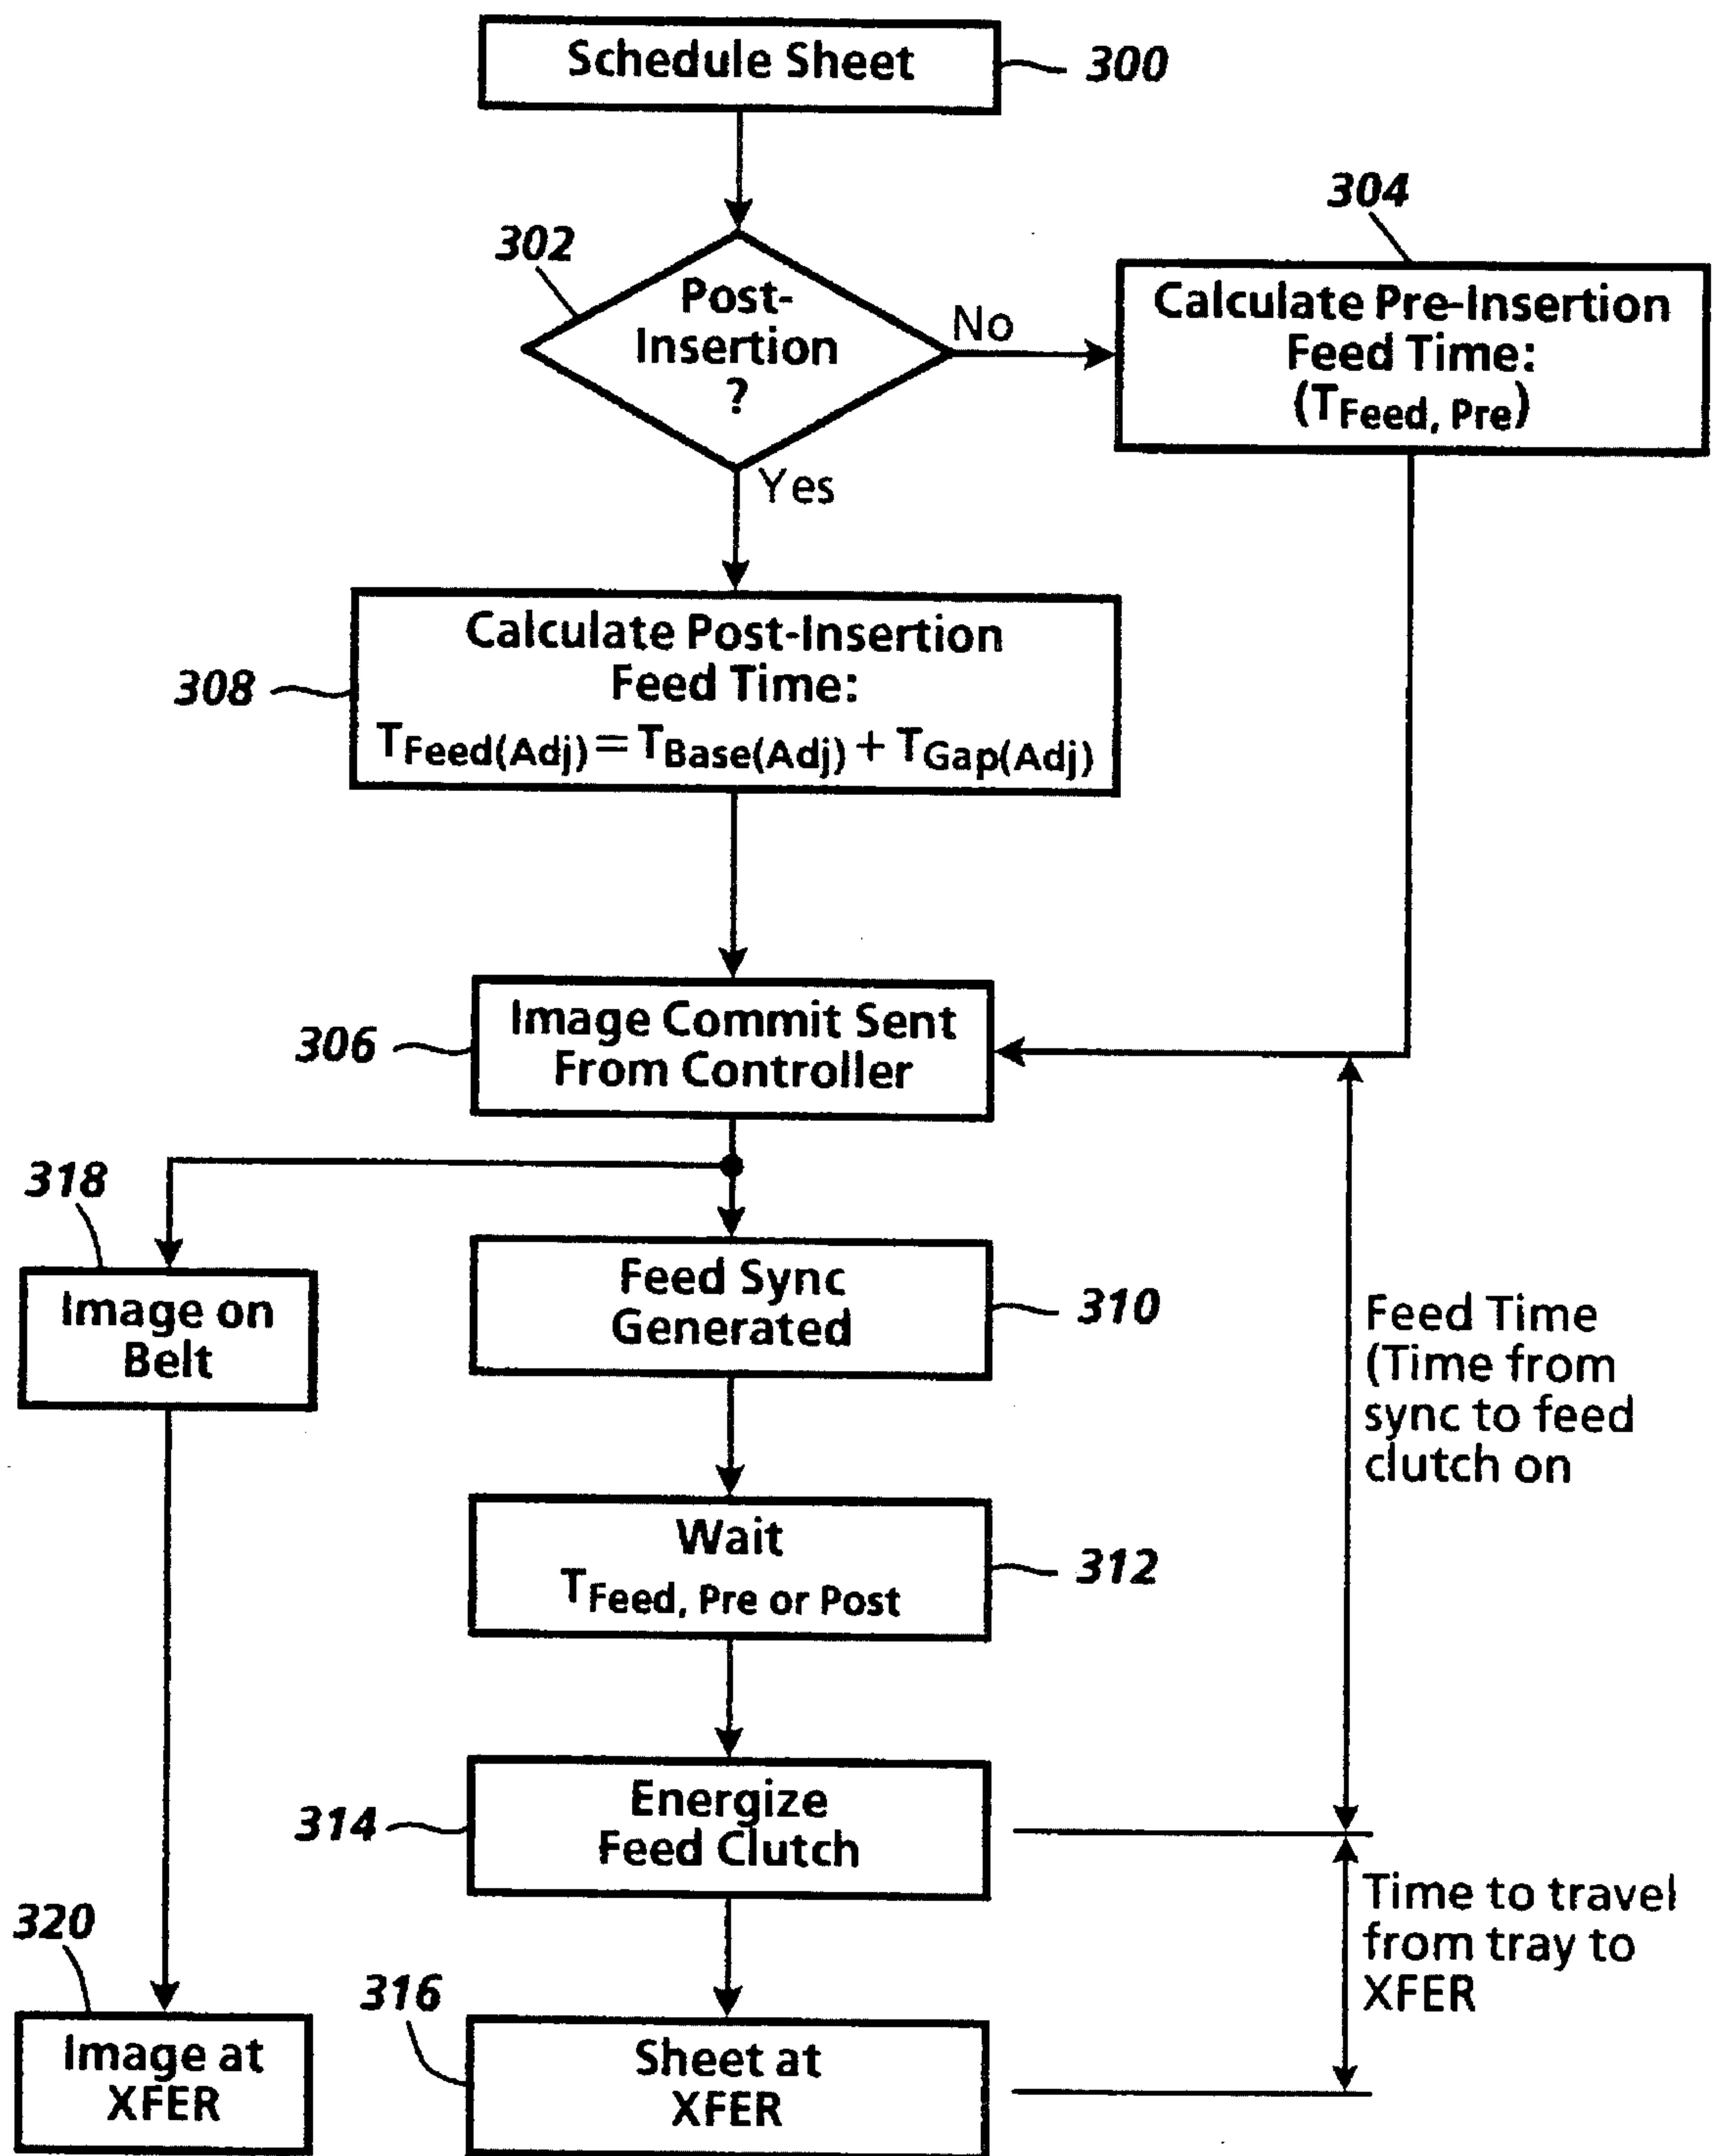 Schedule Sheet
300
302
Post-
Insertion
?
No
Yes
304
Calculate Pre-Insertion
Feed Time:
(TFeed, Pre)
308
Calculate Post-Insertion
Feed Time:
TFeed(Adj) = TBase(Adj) + TGap(Adj)
306
Image Commit Sent
From Controller
318
Image on
Belt
Feed Sync
Generated
310
Feed Time
(Time from
sync to feed
clutch on
Wait
TFeed, Pre or Post
312
314
Energize
Feed Clutch
Time to travel
from tray to
XFER
320
Image at
XFER
316
Sheet at
XFER